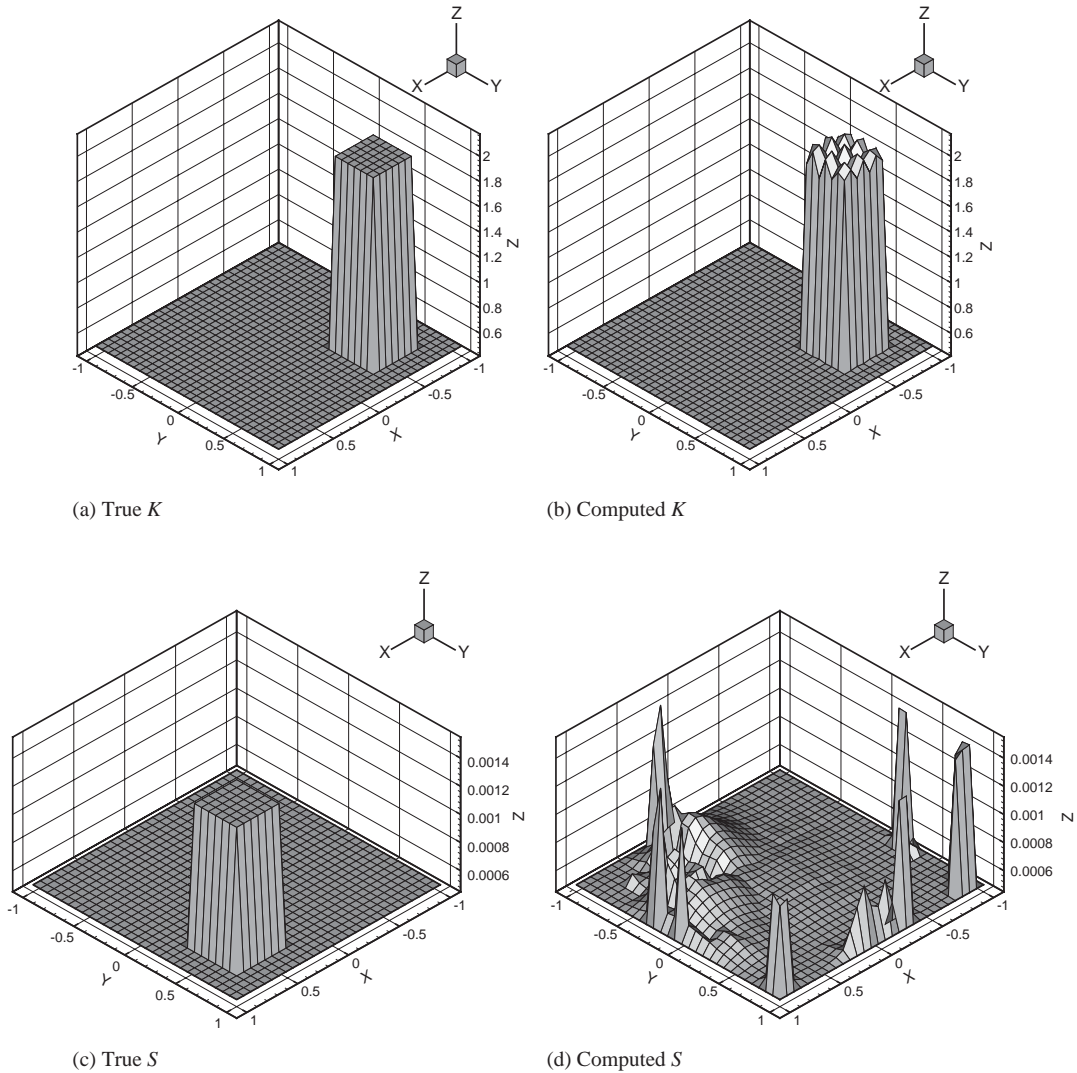 Z
X Y
2
1.8
1.6
1.4
1.2
1
0.8
0.6
Z
-1
-0.5
0
0.5
1
Y
1
0.5
0
-0.5
-1
X
(a) True K
Z
X Y
2
1.8
1.6
1.4
1.2
1
0.8
0.6
Z
-1
-0.5
0
0.5
1
Y
1
0.5
0
-0.5
-1
X
(b) Computed K
Z
X Y
0.0014
0.0012
0.001
0.0008
0.0006
Z
-1
-0.5
0
0.5
1
Y
1
0.5
0
-0.5
-1
X
(c) True S
Z
X Y
0.0014
0.0012
0.001
0.0008
0.0006
Z
-1
-0.5
0
0.5
1
Y
1
0.5
0
-0.5
-1
X
(d) Computed S